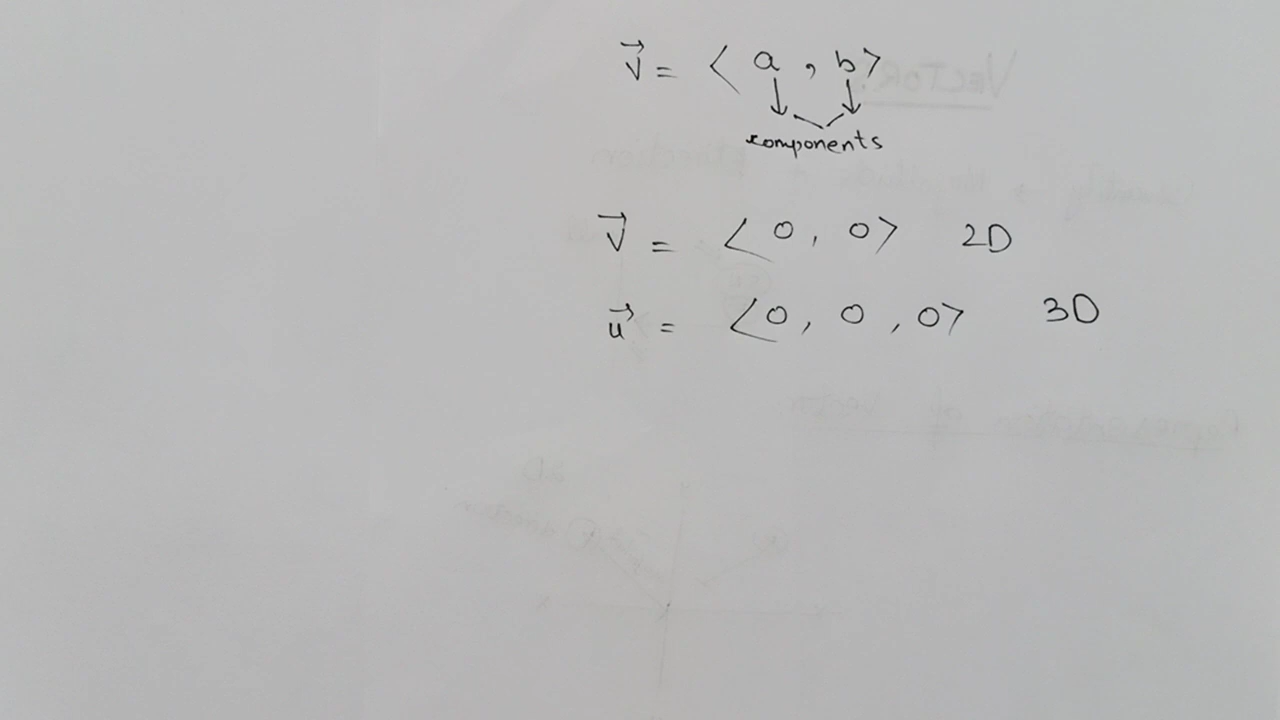 v⃗ = < a , b >
components
v⃗ = < 0 , 0 > 2D
u⃗ = < 0 , 0 , 0 > 3D